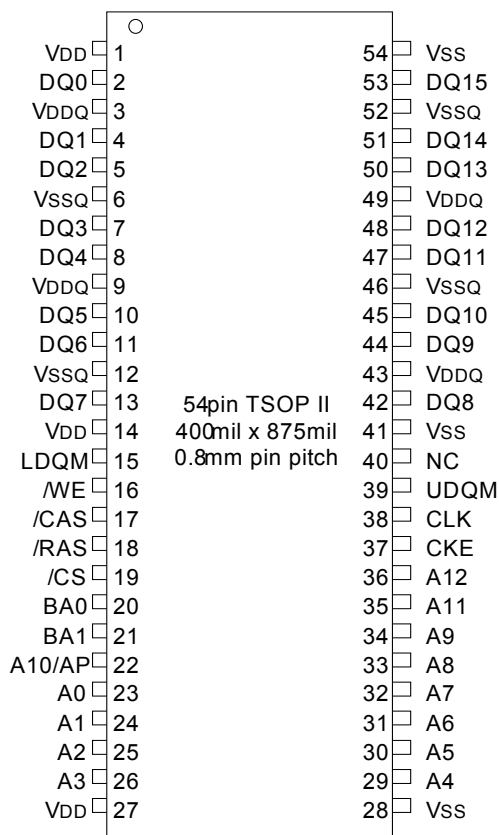 VDD 1 54 VSS
DQ0 2 53 DQ15
VDDQ 3 52 VSSQ
DQ1 4 51 DQ14
DQ2 5 50 DQ13
VSSQ 6 49 VDDQ
DQ3 7 48 DQ12
DQ4 8 47 DQ11
VDDQ 9 46 VSSQ
DQ5 10 45 DQ10
DQ6 11 44 DQ9
VSSQ 12 43 VDDQ
DQ7 13 54pin TSOP II 42 DQ8
VDD 14 400mil x 875mil 41 VSS
LDQM 15 0.8mm pin pitch 40 NC
/WE 16 39 UDQM
/CAS 17 38 CLK
/RAS 18 37 CKE
/CS 19 36 A12
BA0 20 35 A11
BA1 21 34 A9
A10/AP 22 33 A8
A0 23 32 A7
A1 24 31 A6
A2 25 30 A5
A3 26 29 A4
VDD 27 28 VSS